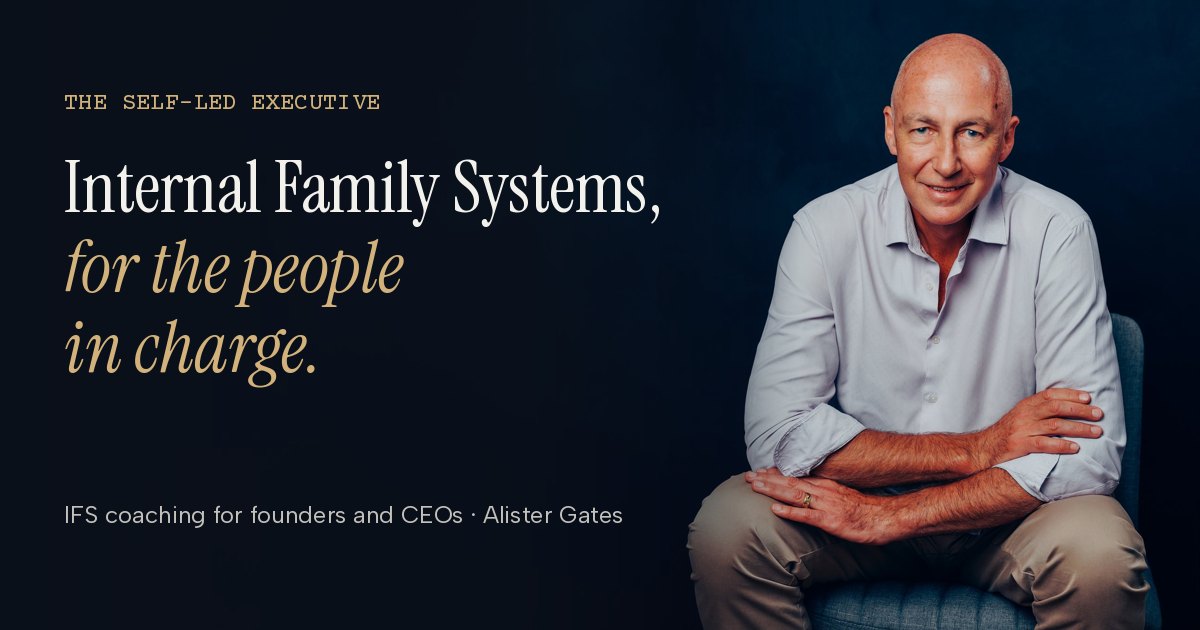 THE SELF-LED EXECUTIVE
Internal Family Systems,
for the people
in charge.
IFS coaching for founders and CEOs · Alister Gates